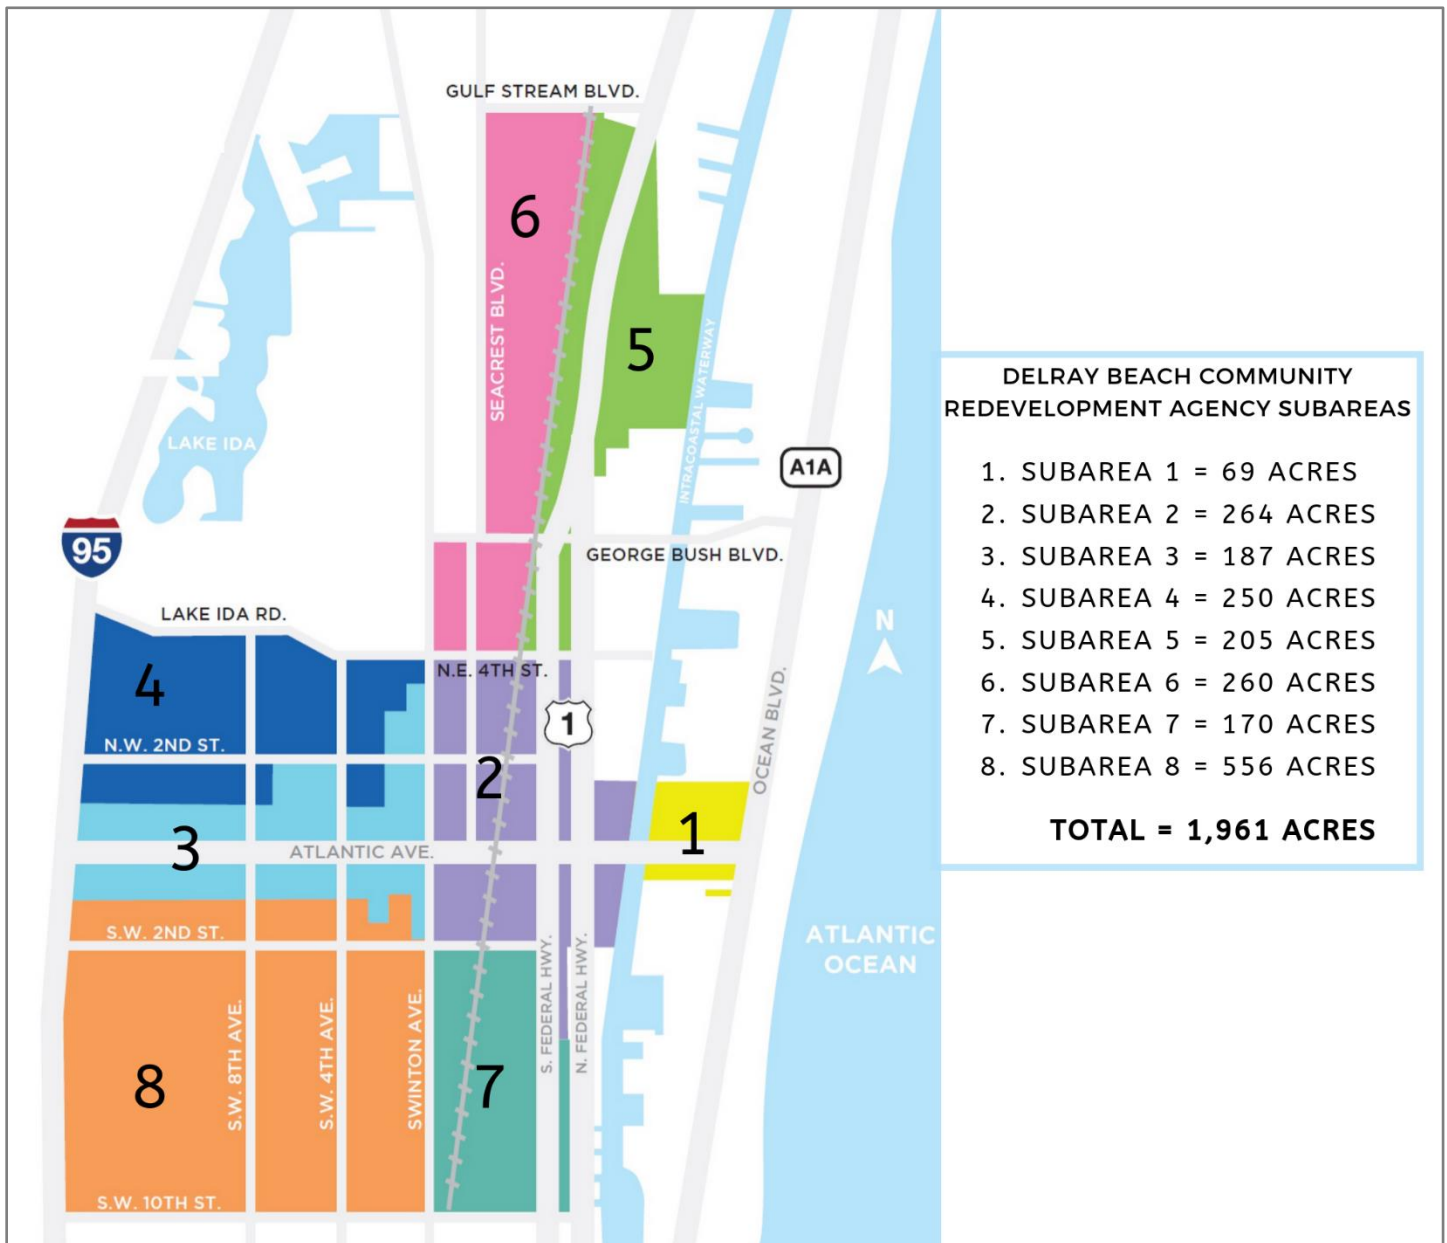 GULF STREAM BLVD.
6
SEACREST BLVD.
5
INTRACOASTAL WATERWAY
LAKE IDA
A1A
95
GEORGE BUSH BLVD.
LAKE IDA RD.
N
4
N.E. 4TH ST.
1
N.W. 2ND ST.
2
OCEAN BLVD.
3
ATLANTIC AVE.
1
S.W. 2ND ST.
ATLANTIC
OCEAN
S.W. 8TH AVE.
S.W. 4TH AVE.
SWINTON AVE.
S. FEDERAL HWY.
N. FEDERAL HWY.
8
7
S.W. 10TH ST.
DELRAY BEACH COMMUNITY
REDEVELOPMENT AGENCY SUBAREAS
1. SUBAREA 1 = 69 ACRES
2. SUBAREA 2 = 264 ACRES
3. SUBAREA 3 = 187 ACRES
4. SUBAREA 4 = 250 ACRES
5. SUBAREA 5 = 205 ACRES
6. SUBAREA 6 = 260 ACRES
7. SUBAREA 7 = 170 ACRES
8. SUBAREA 8 = 556 ACRES
TOTAL = 1,961 ACRES